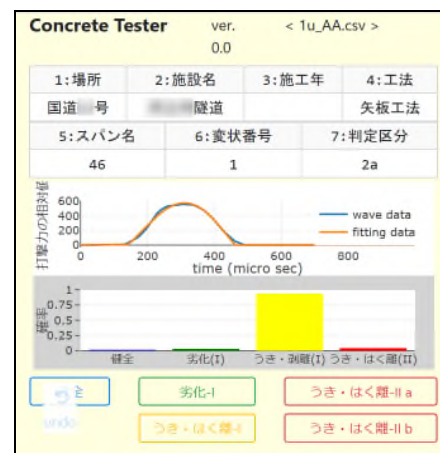 Concrete Tester ver. 0.0 < 1u_AA.csv >
1:場所 2:施設名 3:施工年 4:工法
国道 号 隧道 矢板工法
5:スパン名 6:変状番号 7:判定区分
46 1 2a
打撃力の相対値
600
400
200
0
wave data
fitting data
0 200 400 600 800
time (micro sec)
確率
1
0.75
0.5
0.25
0
健全 劣化(I) うき・剥離(I) うき・はく離(II)
全 劣化-I うき・はく離-II a
undo うき・はく離-I うき・はく離-II b